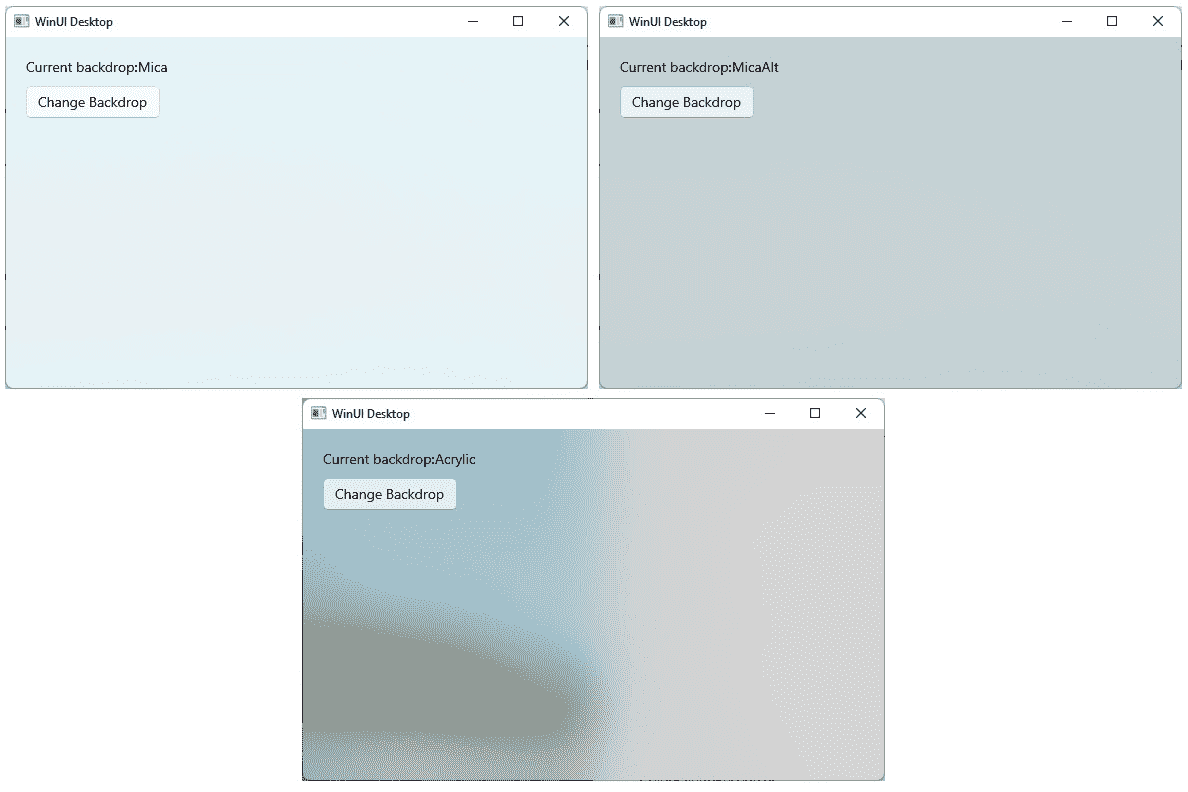 WinUI Desktop
Current backdrop:Mica
Change Backdrop
WinUI Desktop
Current backdrop:MicaAlt
Change Backdrop
WinUI Desktop
Current backdrop:Acrylic
Change Backdrop